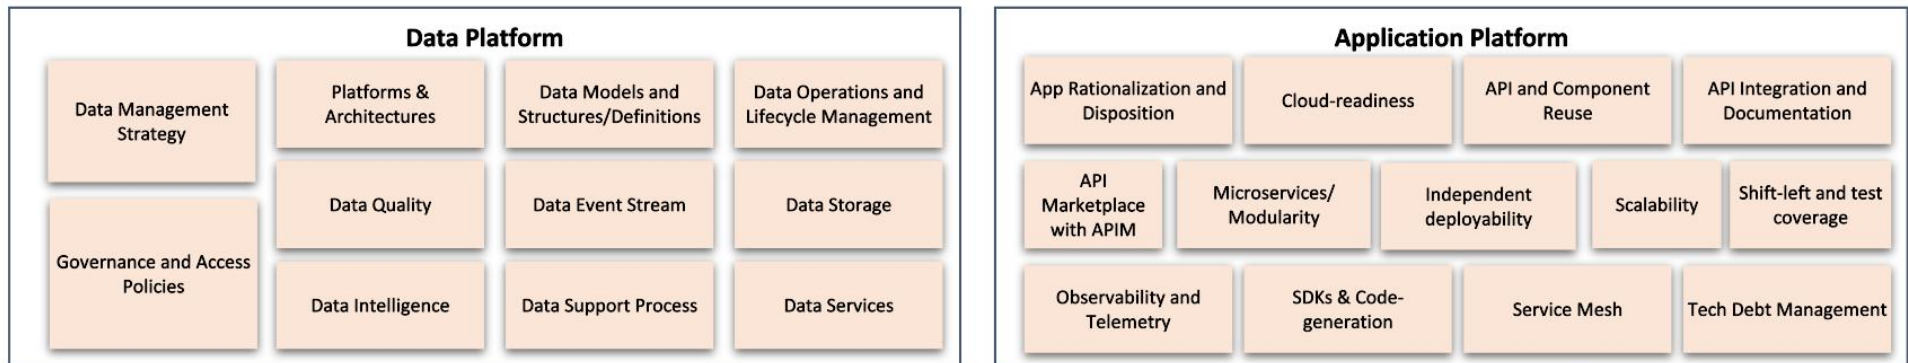 Data Platform
Data Management
Strategy
Governance and Access
Policies
Platforms &
Architectures
Data Models and
Structures/Definitions
Data Operations and
Lifecycle Management
Data Quality
Data Event Stream
Data Storage
Data Intelligence
Data Support Process
Data Services
Application Platform
App Rationalization and
Disposition
Cloud-readiness
API and Component
Reuse
API Integration and
Documentation
API
Marketplace
with APIM
Microservices/
Modularity
Independent
deployability
Scalability
Shift-left and test
coverage
Observability and
Telemetry
SDKs & Code-
generation
Service Mesh
Tech Debt Management